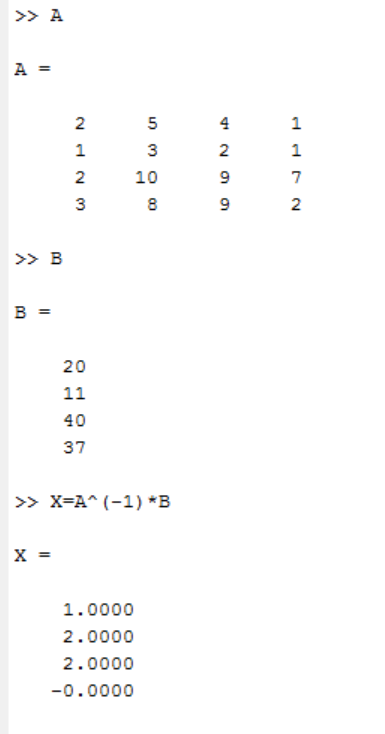 >> A
A =
2 5 4 1
1 3 2 1
2 10 9 7
3 8 9 2
>> B
B =
20
11
40
37
>> X=A^(-1)*B
X =
1.0000
2.0000
2.0000
-0.0000